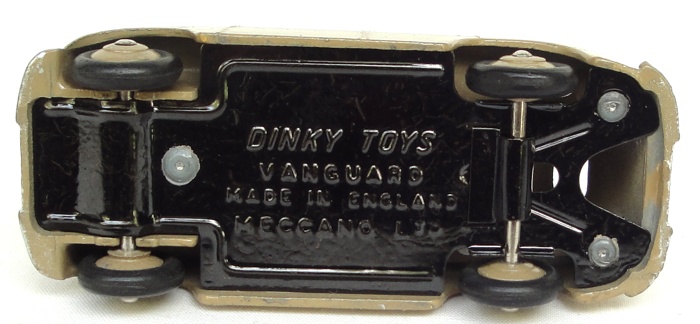 DINKY TOYS
VANGUARD
MADE IN ENGLAND
MECCANO LTD